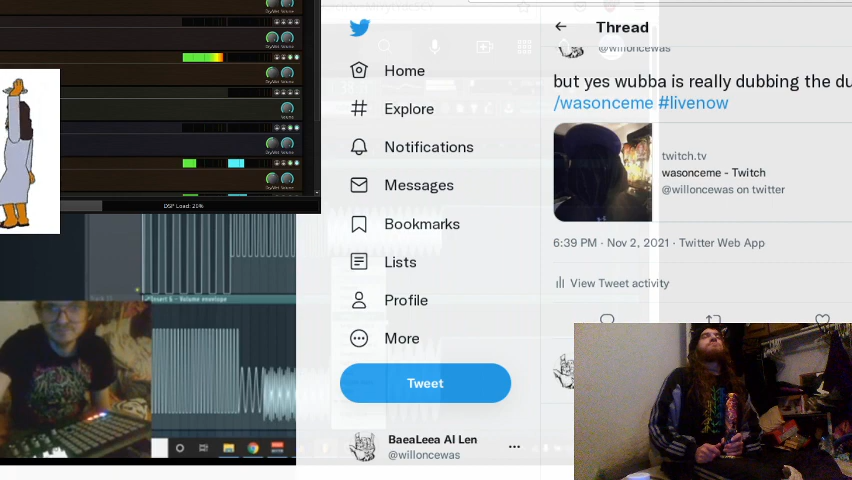 Thread
@willoncewas
Home
but yes wubba is really dubbing the du
/wasonceme #livenow
Explore
Notifications
twitch.tv
wasonceme - Twitch
@willoncewas on twitter
Messages
Bookmarks
DSP Load: 20%
6:39 PM · Nov 2, 2021 · Twitter Web App
Lists
View Tweet activity
Insert 6 - Volume envelope
Profile
More
Tweet
BaeaLeea Al Len
@willoncewas